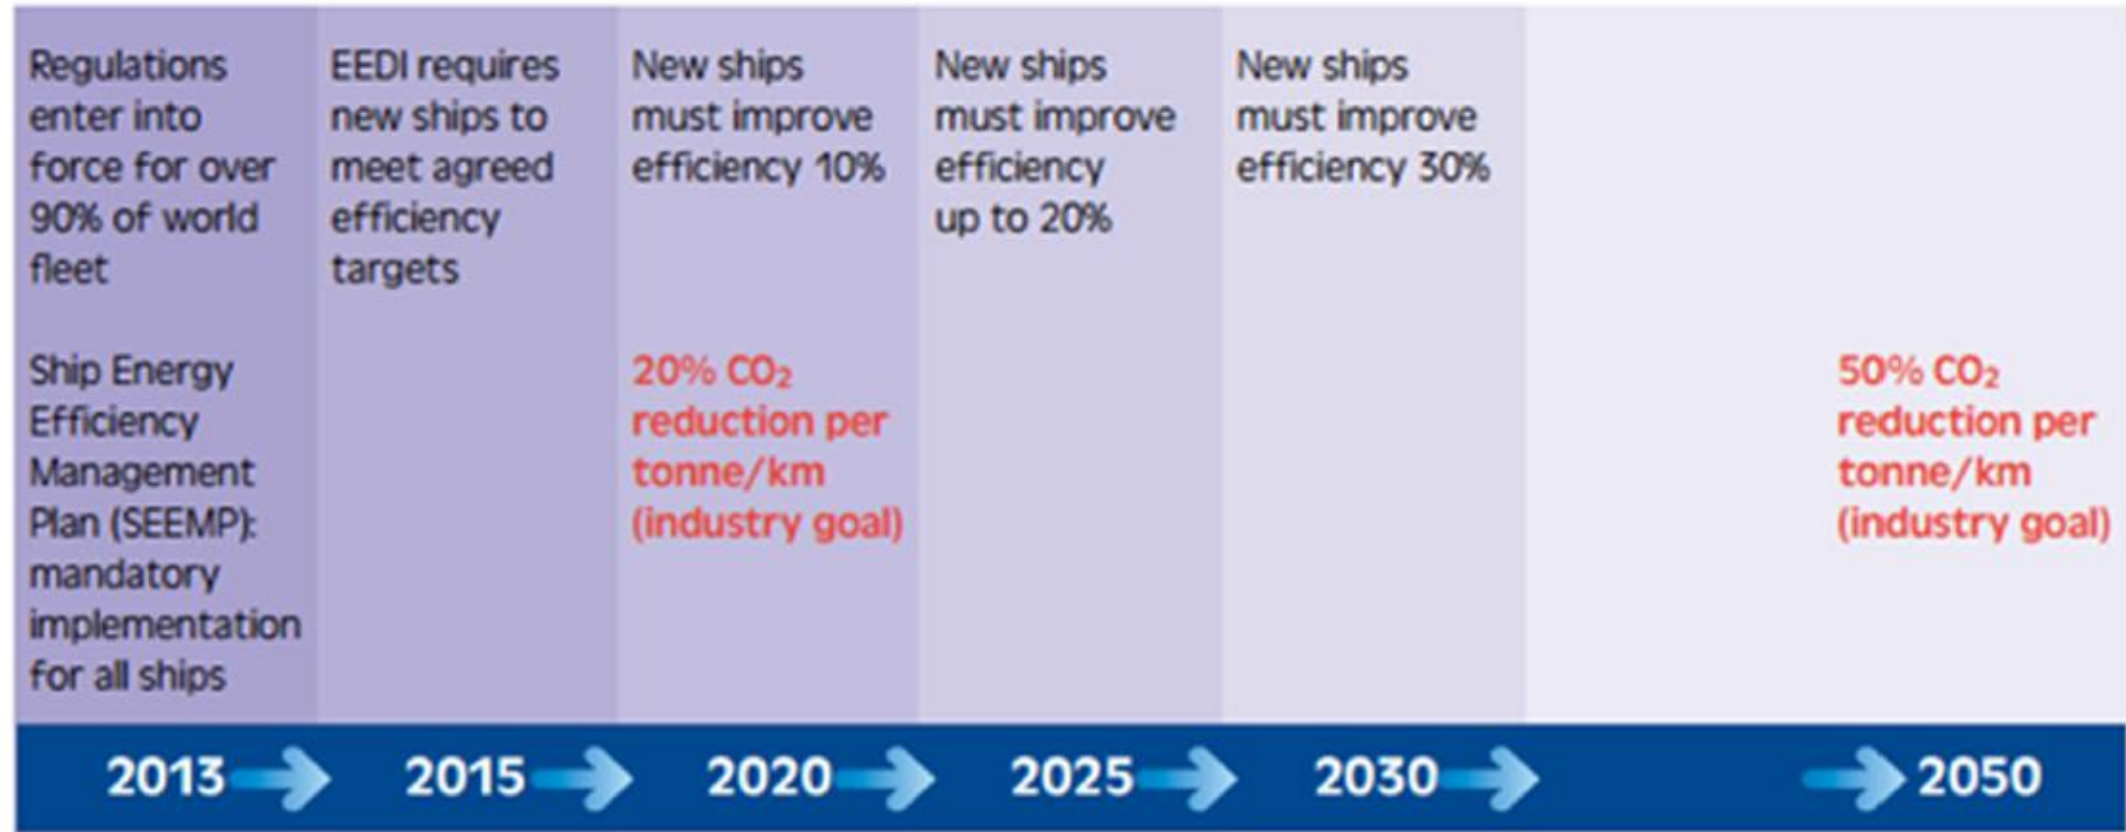 Regulations
enter into
force for over
90% of world
fleet
Ship Energy
Efficiency
Management
Plan (SEEMP):
mandatory
implementation
for all ships
EEDI requires
new ships to
meet agreed
efficiency
targets
New ships
must improve
efficiency 10%
20% CO₂
reduction per
tonne/km
(industry goal)
New ships
must improve
efficiency
up to 20%
New ships
must improve
efficiency 30%
50% CO₂
reduction per
tonne/km
(industry goal)
2013 2015 2020 2025 2030 2050